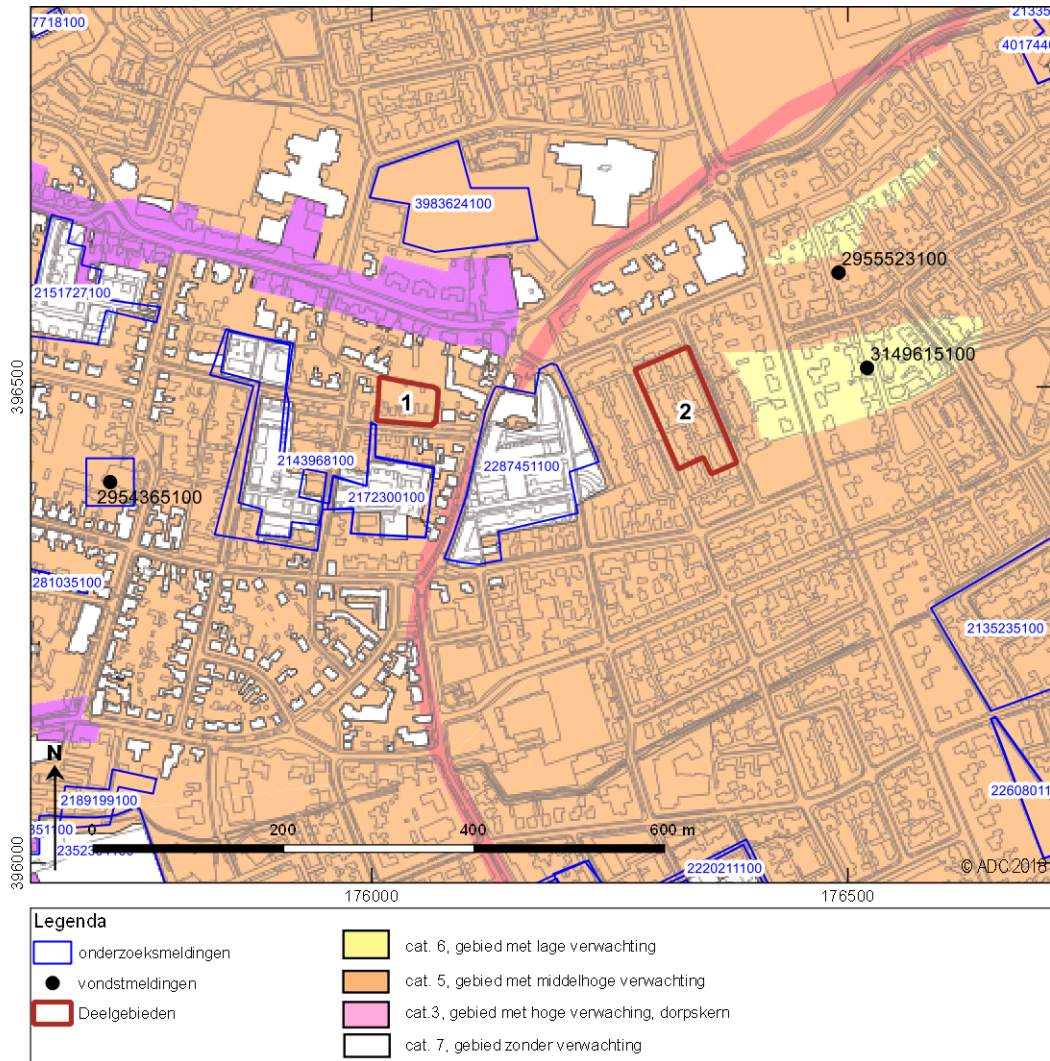 7718100
21335
4017440
3983624100
2955523100
2151727100
3149615100
396500
1
2
2143968100
2287451100
2172300100
2954365100
281035100
2135235100
N
2189199100
22608011
351100
0
200
400
600 m
2220211100
© ADC 2018
396000
176000
176500
Legenda
onderzoeksmeldingen
vondstmeldingen
Deelgebieden
cat. 6, gebied met lage verwachting
cat. 5, gebied met middelhoge verwachting
cat.3, gebied met hoge verwaching, dorpskern
cat. 7, gebied zonder verwachting